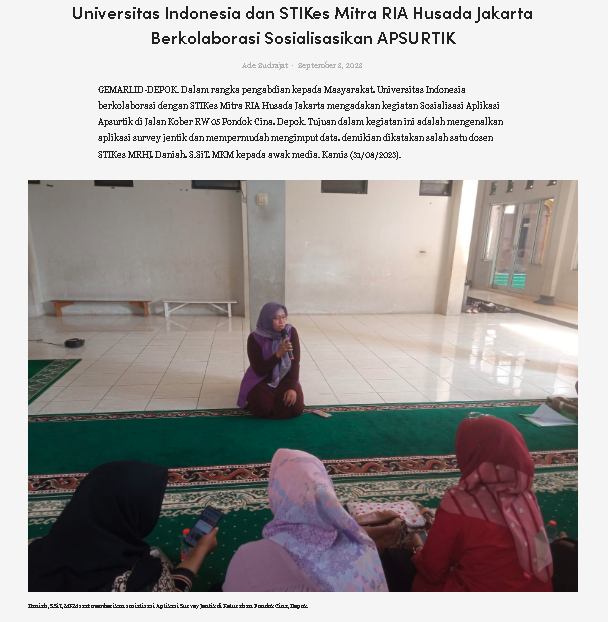 Universitas Indonesia dan STIKes Mitra RIA Husada Jakarta
Berkolaborasi Sosialisasikan APSURTIK
Ade Sudrajat - September 8, 2023
GEMARLID-DEPOK. Dalam rangka pengabdian kepada Masyarakat. Universitas Indonesia
berkolaborasi dengan STIKes Mitra RIA Husada Jakarta mengadakan kegiatan Sosialisasi Aplikasi
Apsurtik di Jalan Kober RW 05 Pondok Cina. Depok. Tujuan dalam kegiatan ini adalah mengenalkan
aplikasi survey jentik dan mempermudah mengimput data. demikian dikatakan salah satu dosen
STIKes MRHJ. Daniah. S.SiT. MKM kepada awak media. Kamis (31/08/2023).
Daniah, S.SiT, MKM saat memberikan sosialisasi Aplikasi Survey Jentik di Kelurahan Pondok Cina, Depok.